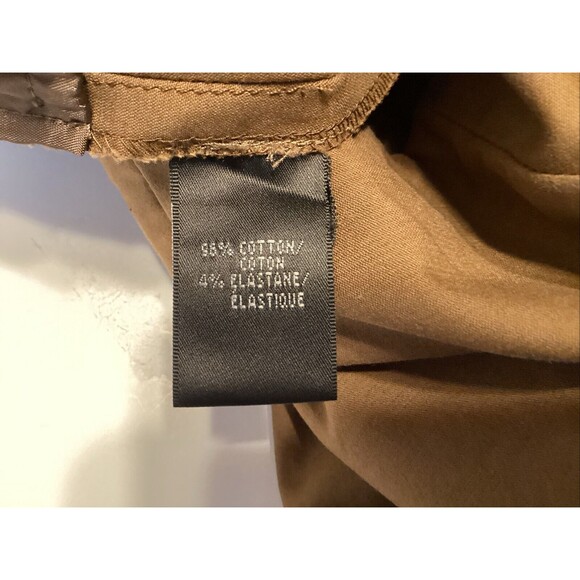 96% COTTON/
COTON
4% ELASTANE/
ÉLASTIQUE